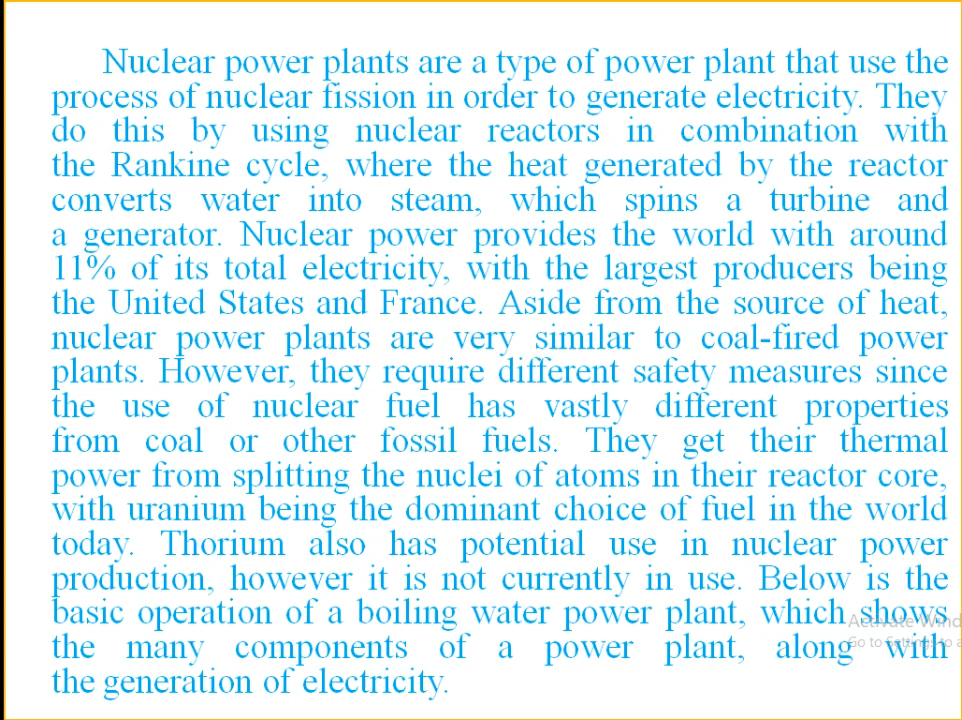 Nuclear power plants are a type of power plant that use the
process of nuclear fission in order to generate electricity. They
do this by using nuclear reactors in combination with
the Rankine cycle, where the heat generated by the reactor
converts water into steam, which spins a turbine and
a generator. Nuclear power provides the world with around
11% of its total electricity, with the largest producers being
the United States and France. Aside from the source of heat,
nuclear power plants are very similar to coal-fired power
plants. However, they require different safety measures since
the use of nuclear fuel has vastly different properties
from coal or other fossil fuels. They get their thermal
power from splitting the nuclei of atoms in their reactor core,
with uranium being the dominant choice of fuel in the world
today. Thorium also has potential use in nuclear power
production, however it is not currently in use. Below is the
basic operation of a boiling water power plant, which shows
the many components of a power plant, along with
the generation of electricity.
Activate Wind
Go to Settings to a